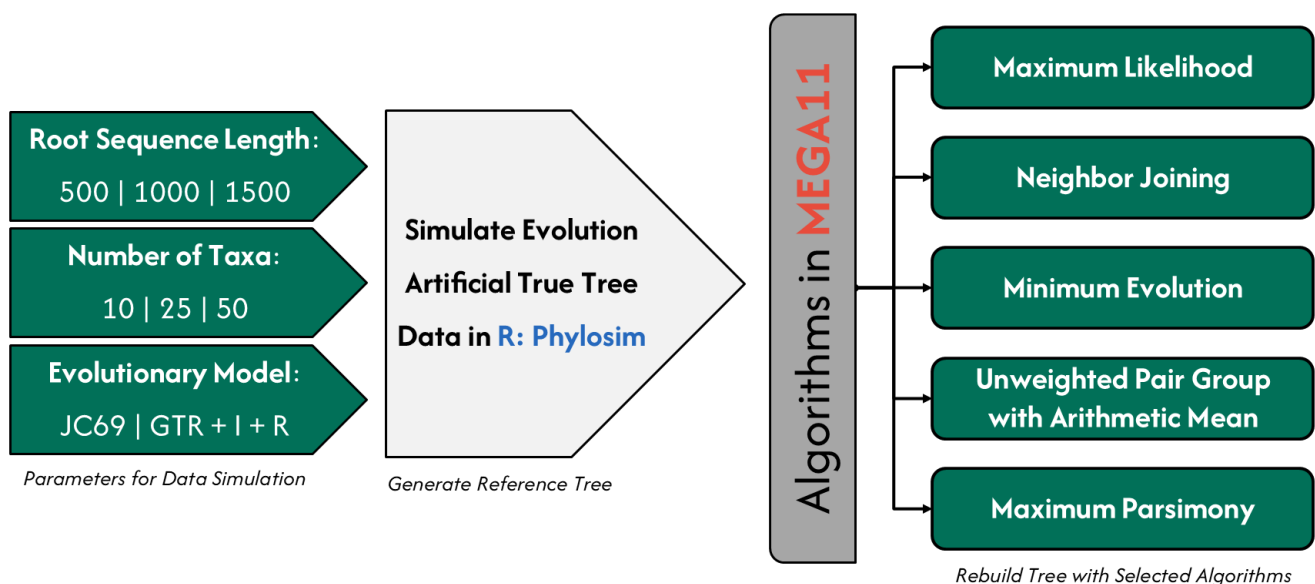 Root Sequence Length:
500 | 1000 | 1500
Number of Taxa:
10 | 25 | 50
Evolutionary Model:
JC69 | GTR + I + R
Parameters for Data Simulation
Simulate Evolution
Artificial True Tree
Data in R: Phylosim
Generate Reference Tree
Algorithms in MEGA11
Maximum Likelihood
Neighbor Joining
Minimum Evolution
Unweighted Pair Group
with Arithmetic Mean
Maximum Parsimony
Rebuild Tree with Selected Algorithms